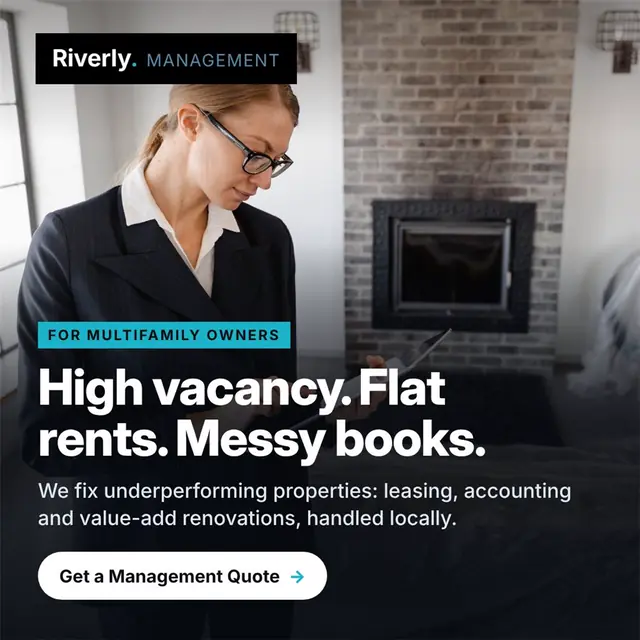 Riverly. MANAGEMENT
FOR MULTIFAMILY OWNERS
High vacancy. Flat
rents. Messy books.
We fix underperforming properties: leasing, accounting
and value-add renovations, handled locally.
Get a Management Quote →